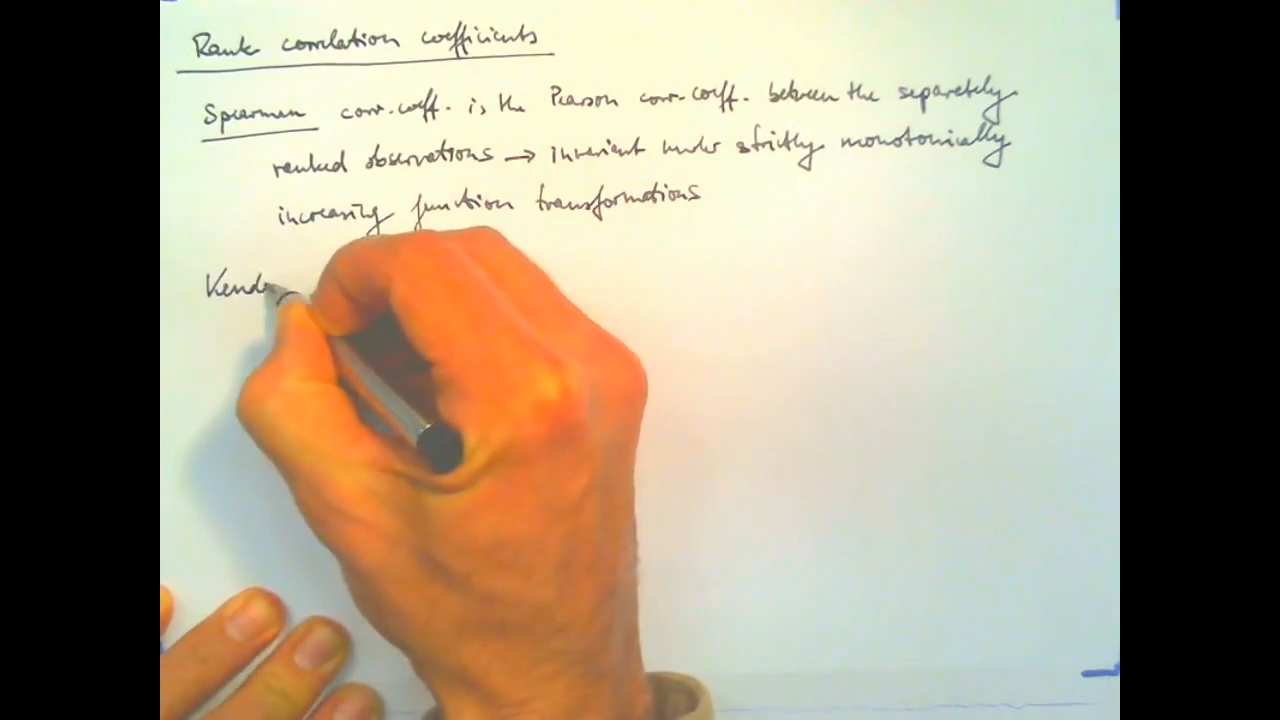 Rank correlation coefficients
Spearman corr. coeff. is the Pearson corr. coeff. between the separetely
ranked observations → invariant under strictly monotonically
increasing function transformations
Kend